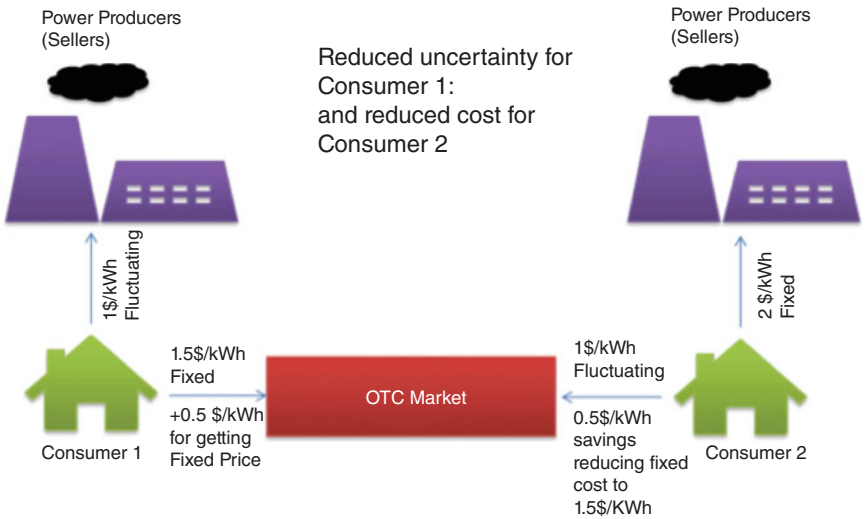 Power Producers
(Sellers)
Power Producers
(Sellers)
Reduced uncertainty for
Consumer 1:
and reduced cost for
Consumer 2
1$/kWh
Fluctuating
2 $/kWh
Fixed
1.5$/kWh
Fixed
+0.5 $/kWh
for getting
Fixed Price
Consumer 1
OTC Market
1$/kWh
Fluctuating
0.5$/kWh
savings
reducing fixed
cost to
1.5$/KWh
Consumer 2